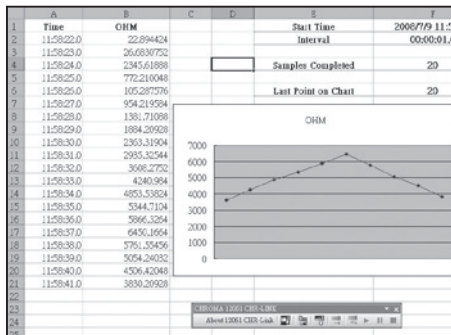 A B C D E F
1 Time OHM Start Time 2008/7/9 11:5
2 11:58:22.0 22.894424 Interval 00:00:01.
3 11:58:23.0 26.6830752
4 11:58:24.0 2345.61888 Samples Completed 20
5 11:58:25.0 772.210048
6 11:58:26.0 105.287576 Last Point on Chart 20
7 11:58:27.0 954.219584
8 11:58:28.0 1381.71088
9 11:58:29.0 1884.20928
10 11:58:30.0 2363.31904
11 11:58:31.0 2935.32544
12 11:58:32.0 3608.2752
13 11:58:33.0 4240.984
14 11:58:34.0 4853.53824
15 11:58:35.0 5344.7104
16 11:58:36.0 5866.3264
17 11:58:37.0 6450.1664
18 11:58:38.0 5761.55456
19 11:58:39.0 5054.24032
20 11:58:40.0 4506.42048
21 11:58:41.0 3830.20928
22
23
24
OHM
7000
6000
5000
4000
3000
2000
1000
0
CHROMA 12061 CHR-LINK
About 12061 CHR-Link